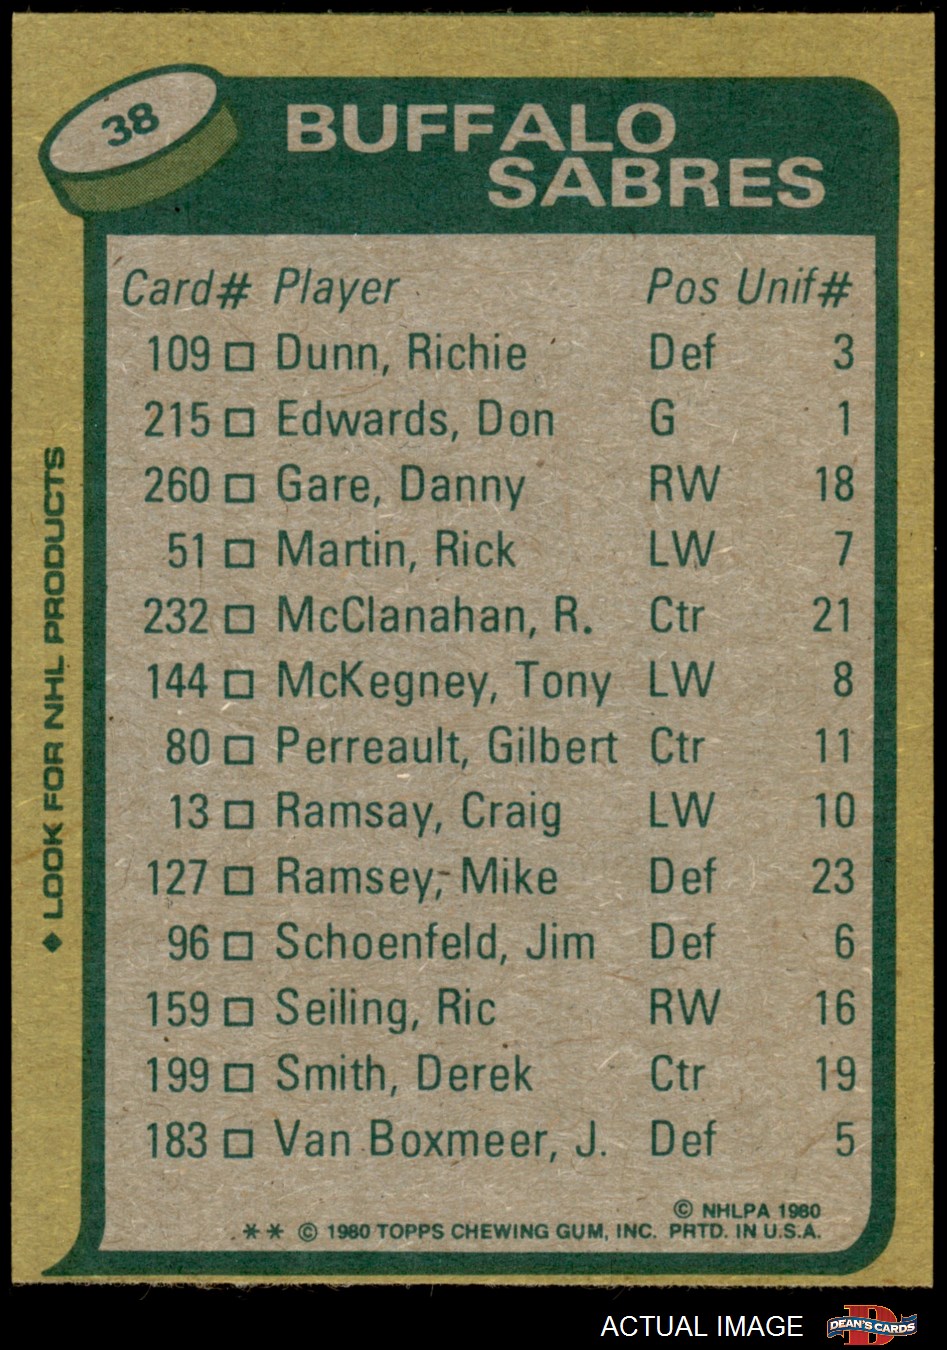 38
BUFFALO
SABRES
Card# Player Pos Unif#
109 Dunn, Richie Def 3
215 Edwards, Don G 1
260 Gare, Danny RW 18
51 Martin, Rick LW 7
232 McClanahan, R. Ctr 21
144 McKegney, Tony LW 8
80 Perreault, Gilbert Ctr 11
13 Ramsay, Craig LW 10
127 Ramsey, Mike Def 23
96 Schoenfeld, Jim Def 6
159 Seiling, Ric RW 16
199 Smith, Derek Ctr 19
183 Van Boxmeer, J. Def 5
© NHLPA 1980
** © 1980 TOPPS CHEWING GUM, INC. PRTD. IN U.S.A.
◆ LOOK FOR NHL PRODUCTS
ACTUAL IMAGE
D
DEAN'S CARDS